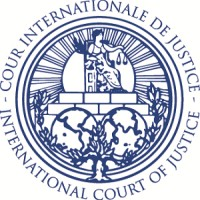 - COUR INTERNATIONALE DE JUSTICE -
INTERNATIONAL COURT OF JUSTICE